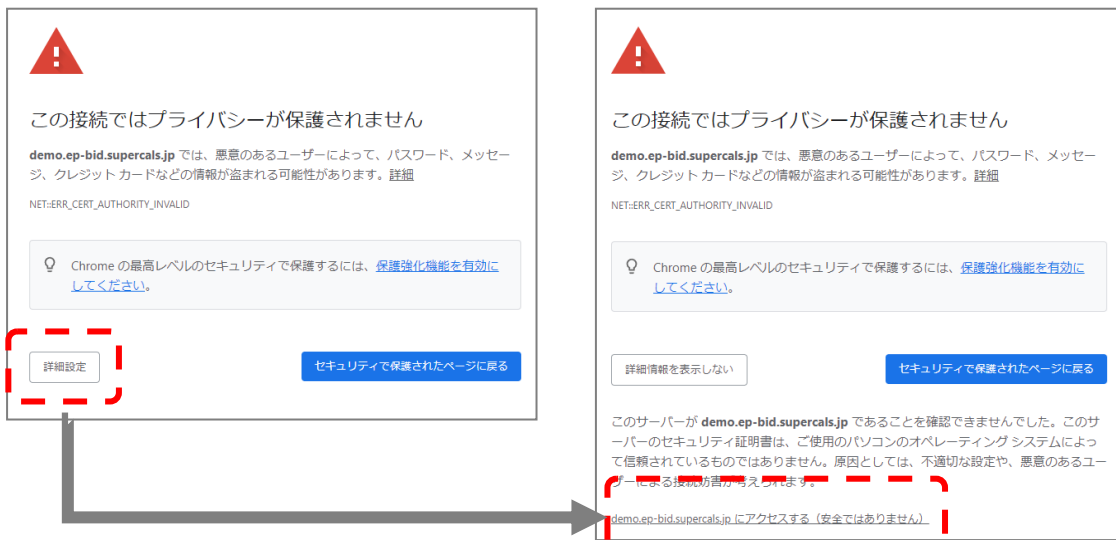 この接続ではプライバシーが保護されません
demo.ep-bid.supercals.jp では、悪意のあるユーザーによって、パスワード、メッセー
ジ、クレジット カードなどの情報が盗まれる可能性があります。詳細
NET::ERR_CERT_AUTHORITY_INVALID
Chrome の最高レベルのセキュリティで保護するには、保護強化機能を有効に
してください。
詳細設定
セキュリティで保護されたページに戻る
この接続ではプライバシーが保護されません
demo.ep-bid.supercals.jp では、悪意のあるユーザーによって、パスワード、メッセー
ジ、クレジット カードなどの情報が盗まれる可能性があります。詳細
NET::ERR_CERT_AUTHORITY_INVALID
Chrome の最高レベルのセキュリティで保護するには、保護強化機能を有効に
してください。
詳細情報を表示しない
セキュリティで保護されたページに戻る
このサーバーが demo.ep-bid.supercals.jp であることを確認できませんでした。このサ
ーバーのセキュリティ証明書は、ご使用のパソコンのオペレーティング システムによっ
て信頼されているものではありません。原因としては、不適切な設定や、悪意のあるユー
ザーによる接続妨害が考えられます。
demo.ep-bid.supercals.jp にアクセスする（安全ではありません）